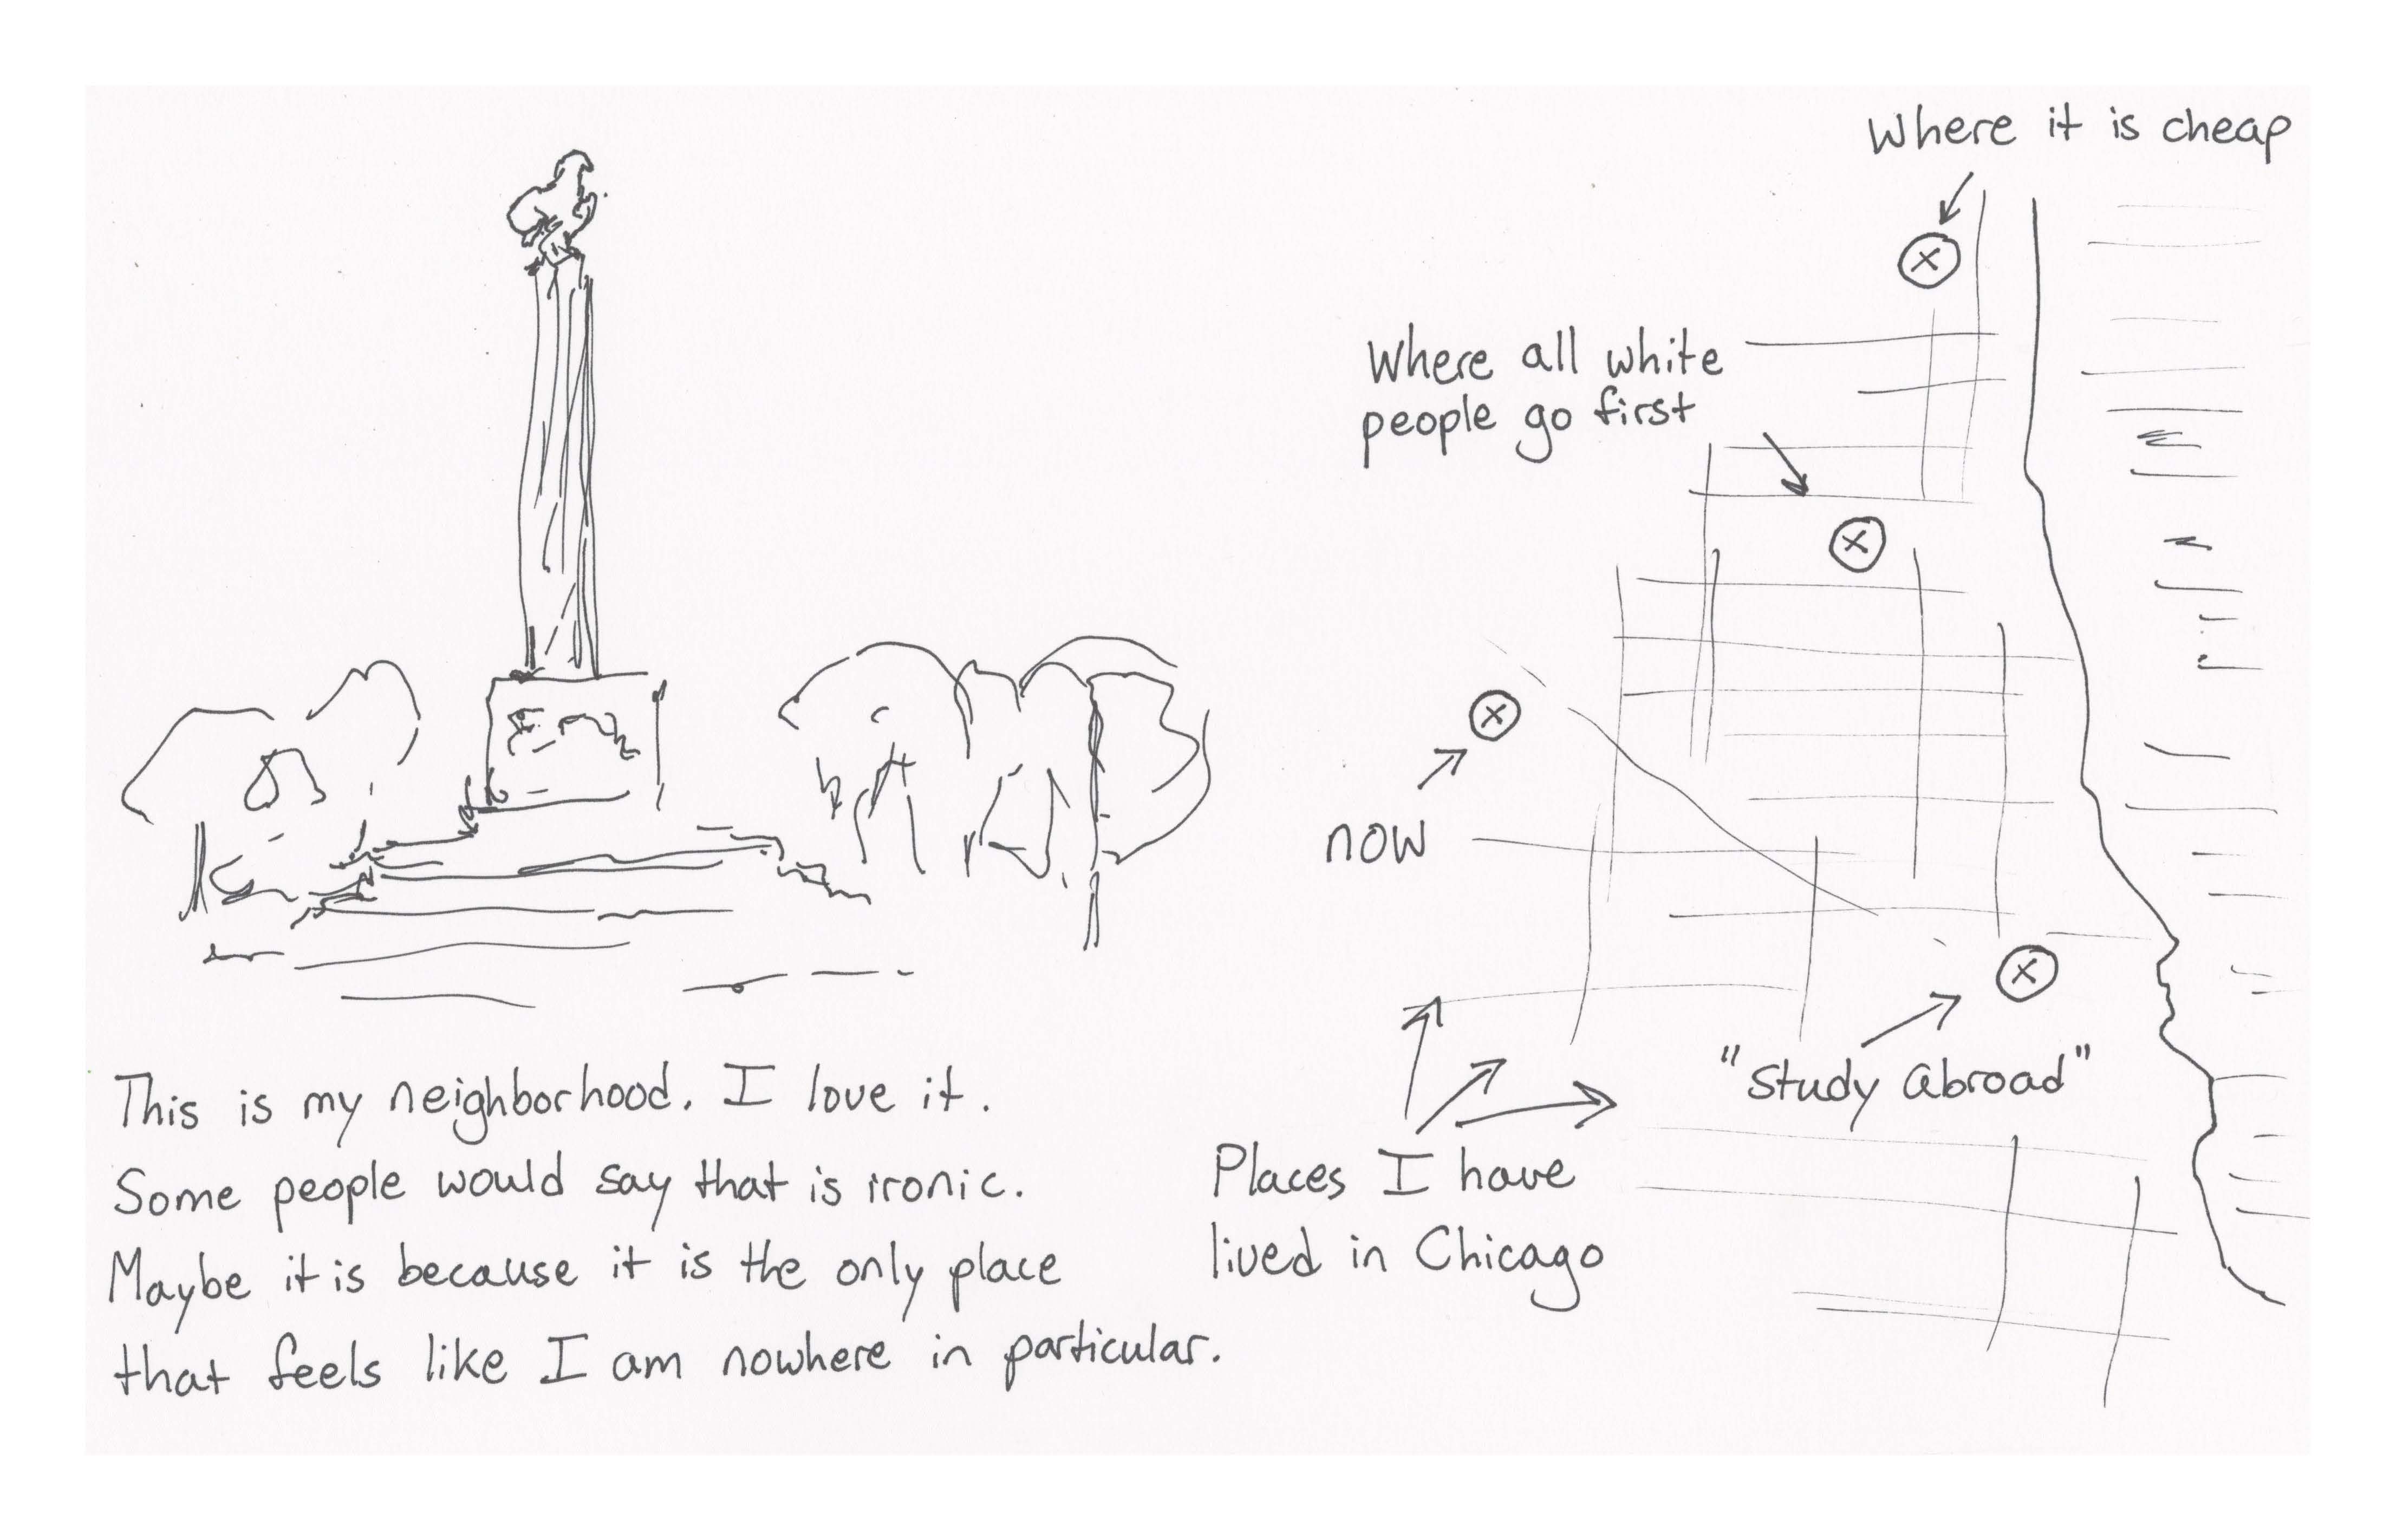 This is my neighborhood. I love it.
Some people would say that is ironic.
Maybe it is because it is the only place
that feels like I am nowhere in particular.
Where it is cheap
Where all white
people go first
now
"Study abroad"
Places I have
lived in Chicago